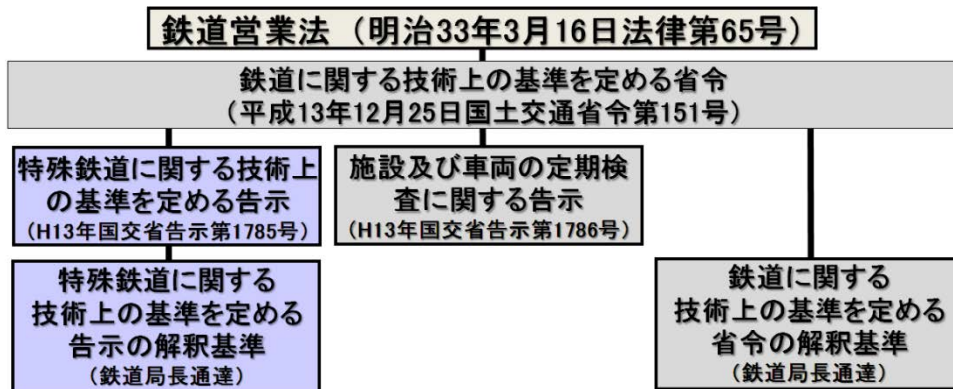 鉄道営業法（明治33年3月16日法律第65号）
鉄道に関する技術上の基準を定める省令
（平成13年12月25日国土交通省令第151号）
特殊鉄道に関する技術上
の基準を定める告示
（H13年国交省告示第1785号）
施設及び車両の定期検
査に関する告示
（H13年国交省告示第1786号）
特殊鉄道に関する
技術上の基準を定める
告示の解釈基準
（鉄道局長通達）
鉄道に関する
技術上の基準を定める
省令の解釈基準
（鉄道局長通達）